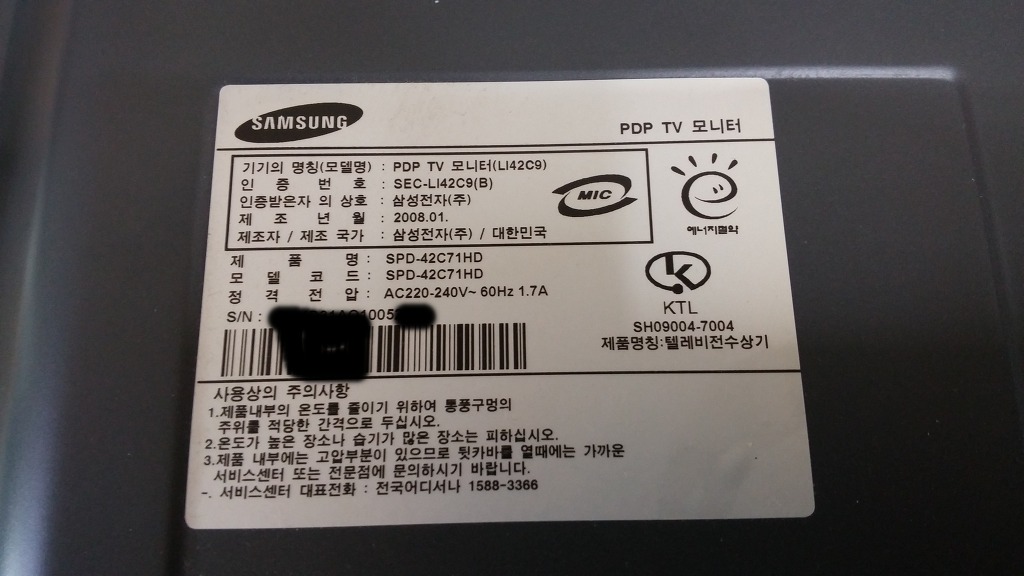 SAMSUNG
PDP TV 모니터
기기의 명칭(모델명) : PDP TV 모니터(LI42C9)
인 증 번 호 : SEC-LI42C9(B)
인증받은자 의 상호 : 삼성전자(주)
제 조 년 월 : 2008.01.
제조자 / 제조 국가 : 삼성전자(주) / 대한민국
MIC
에너지절약
제 품 명 : SPD-42C71HD
모 델 코 드 : SPD-42C71HD
정 격 전 압 : AC220-240V~ 60Hz 1.7A
S/N :
KTL
SH09004-7004
제품명칭:텔레비전수상기
사용상의 주의사항
1.제품내부의 온도를 줄이기 위하여 통풍구멍의
주위를 적당한 간격으로 두십시오.
2.온도가 높은 장소나 습기가 많은 장소는 피하십시오.
3.제품 내부에는 고압부분이 있으므로 뒷카바를 열때에는 가까운
서비스센터 또는 전문점에 문의하시기 바랍니다.
-. 서비스센터 대표전화 : 전국어디서나 1588-3366